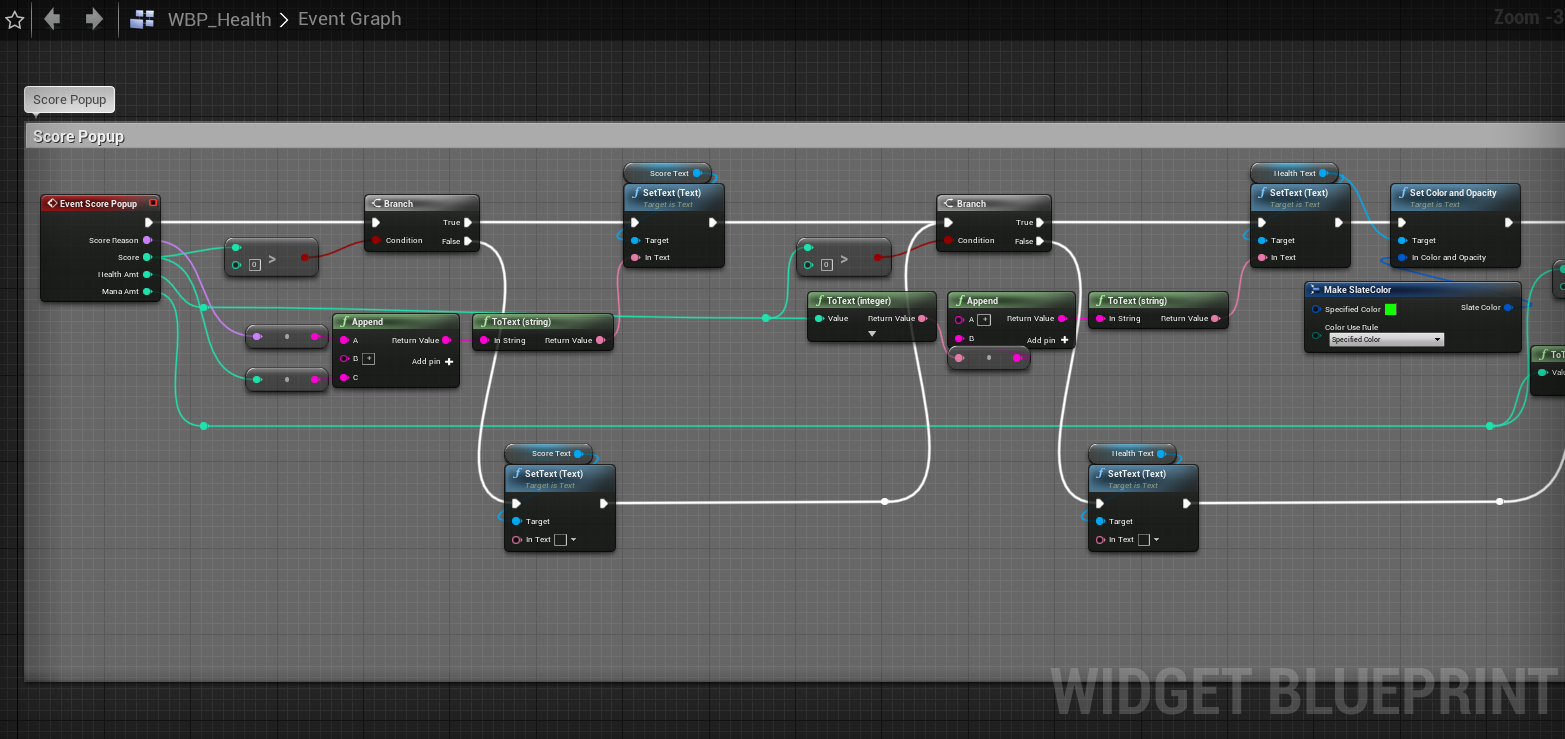 WBP_Health > Event Graph
Zoom -3
Score Popup
Score Popup
Event Score Popup
Score Reason
Score
Health Amt
Mana Amt
0
>
Branch
True
Condition
False
Score Text
SetText (Text)
Target is Text
Target
In Text
Append
A
Return Value
B +
Add pin +
C
ToText (string)
In String
Return Value
Score Text
SetText (Text)
Target is Text
Target
In Text
0
>
Branch
True
Condition
False
ToText (integer)
Value
Return Value
Append
A +
Return Value
B
Add pin +
ToText (string)
In String
Return Value
Health Text
SetText (Text)
Target is Text
Target
In Text
Health Text
SetText (Text)
Target is Text
Target
In Text
Set Color and Opacity
Target is Text
Target
In Color and Opacity
Make SlateColor
Specified Color
Slate Color
Color Use Rule
Specified Color
WIDGET BLUEPRINT